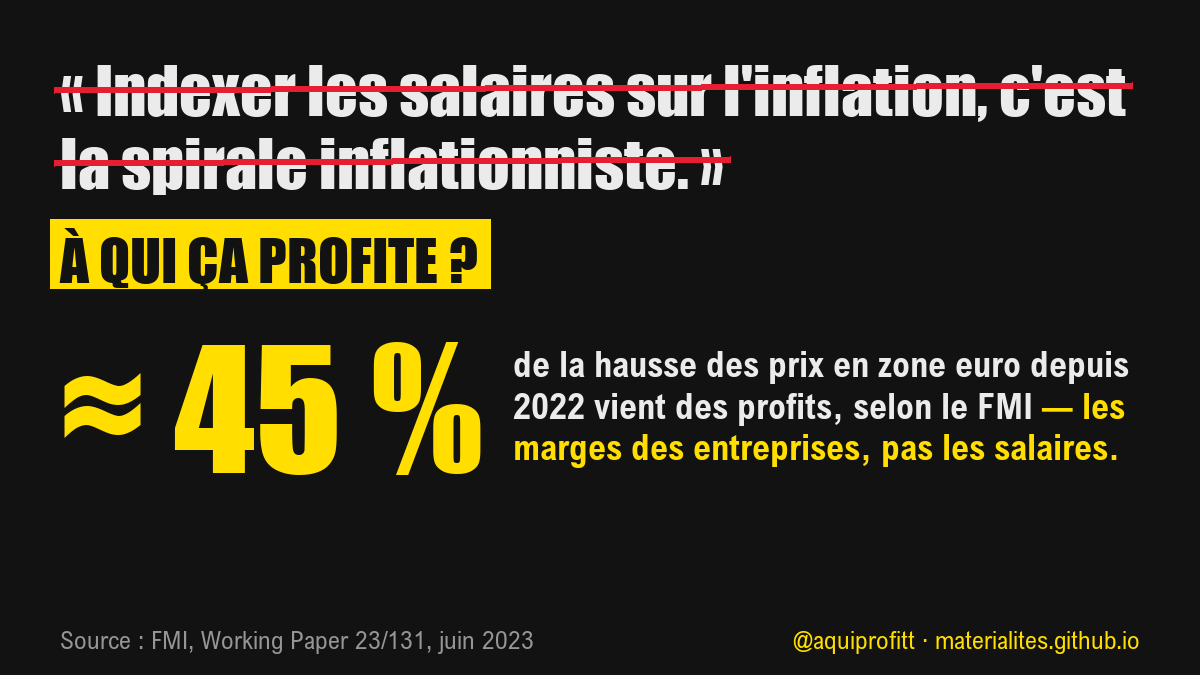 « Indexer les salaires sur l'inflation, c'est
la spirale inflationniste. »
À QUI ÇA PROFITE ?
≈ 45 %
de la hausse des prix en zone euro depuis
2022 vient des profits, selon le FMI — les
marges des entreprises, pas les salaires.
Source : FMI, Working Paper 23/131, juin 2023
@aquiprofitt · materialites.github.io